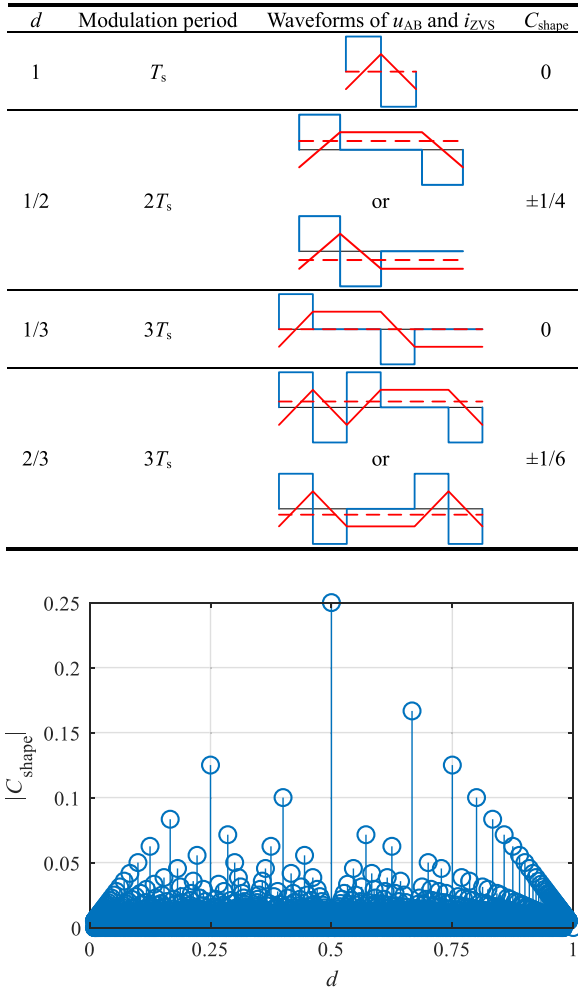 d Modulation period Waveforms of u_AB and i_ZVS C_shape
1 T_s 0
1/2 2T_s or ±1/4
1/3 3T_s 0
2/3 3T_s or ±1/6
0.25
0.2
0.15
0.1
0.05
0
|C_shape|
0 0.25 0.5 0.75 1
d